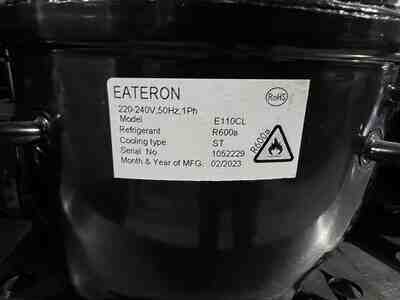 EATERON
RoHS
220-240V,50Hz,1Ph
Model E110CL
Refrigerant R600a
Cooling type ST
Serial No 1052229
Month & Year of MFG. 02/2023
R600a